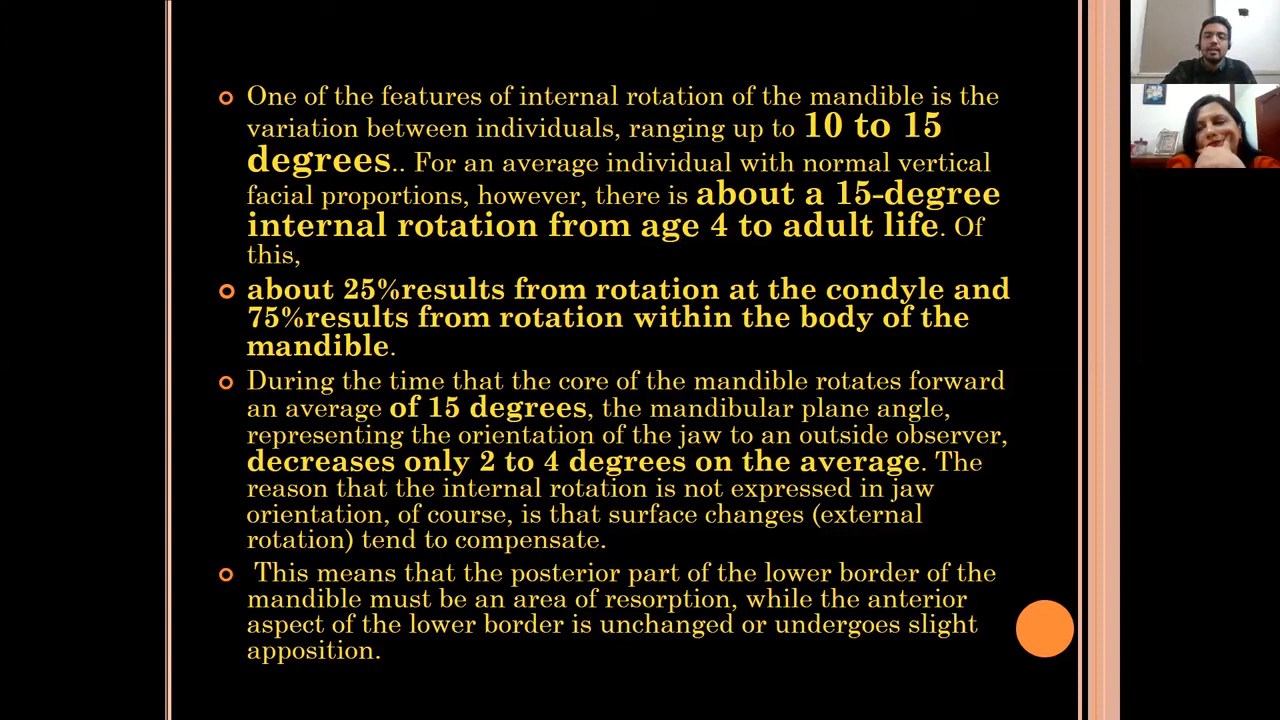 One of the features of internal rotation of the mandible is the
variation between individuals, ranging up to 10 to 15
degrees.. For an average individual with normal vertical
facial proportions, however, there is about a 15-degree
internal rotation from age 4 to adult life. Of
this,
about 25%results from rotation at the condyle and
75%results from rotation within the body of the
mandible.
During the time that the core of the mandible rotates forward
an average of 15 degrees, the mandibular plane angle,
representing the orientation of the jaw to an outside observer,
decreases only 2 to 4 degrees on the average. The
reason that the internal rotation is not expressed in jaw
orientation, of course, is that surface changes (external
rotation) tend to compensate.
This means that the posterior part of the lower border of the
mandible must be an area of resorption, while the anterior
aspect of the lower border is unchanged or undergoes slight
apposition.